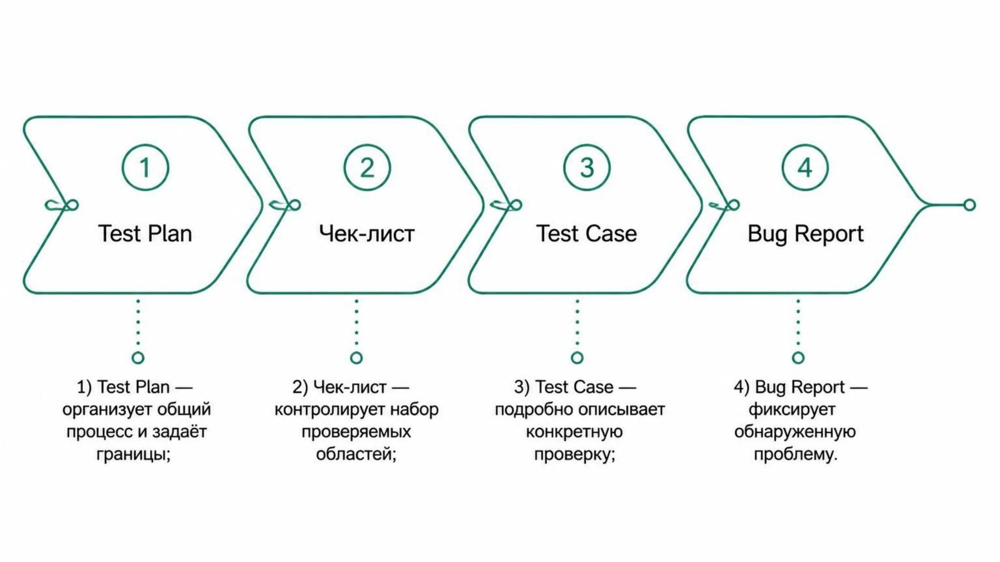 1
Test Plan
2
Чек-лист
3
Test Case
4
Bug Report
1) Test Plan —
организует общий
процесс и задаёт
границы;
2) Чек-лист —
контролирует набор
проверяемых
областей;
3) Test Case —
подробно описывает
конкретную
проверку;
4) Bug Report —
фиксирует
обнаруженную
проблему.